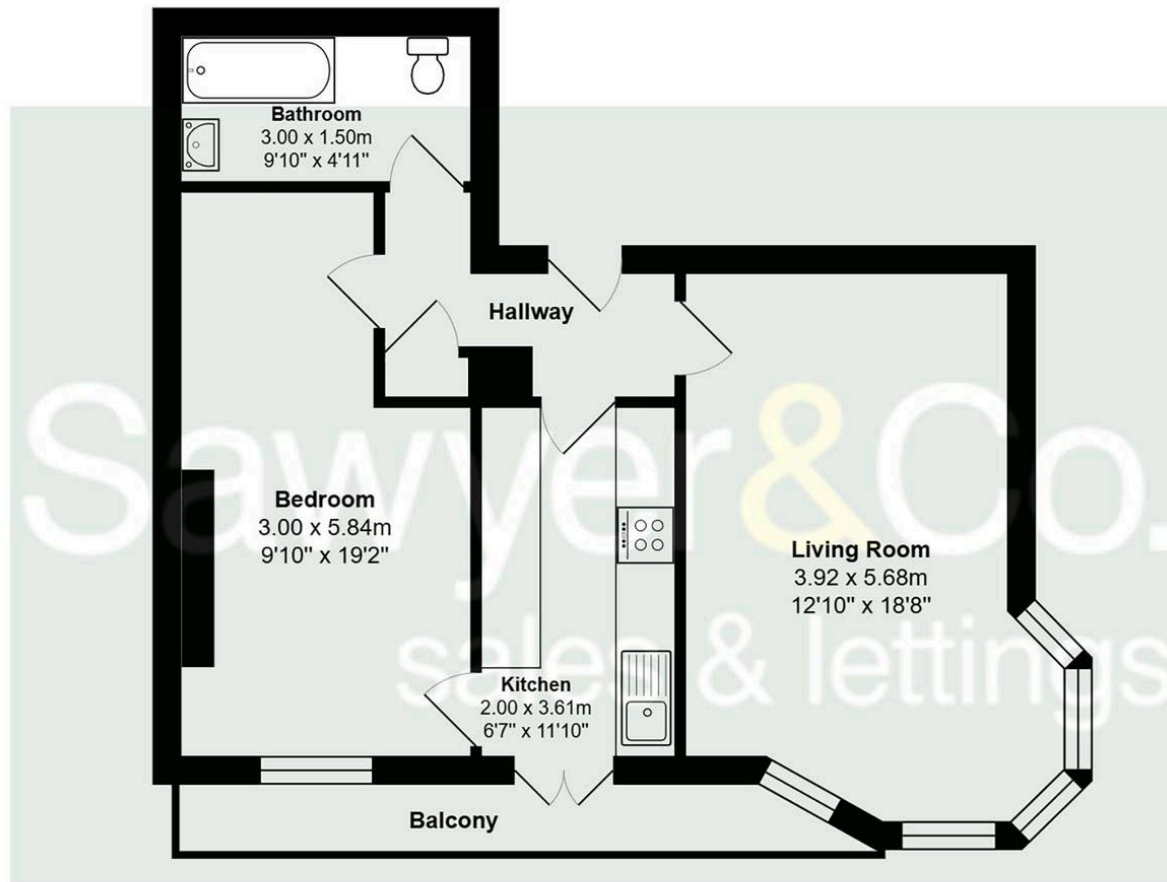 Bathroom
3.00 x 1.50m
9'10" x 4'11"
Hallway
Sawyer&Co.
sales & lettings
Bedroom
3.00 x 5.84m
9'10" x 19'2"
Living Room
3.92 x 5.68m
12'10" x 18'8"
Kitchen
2.00 x 3.61m
6'7" x 11'10"
Balcony